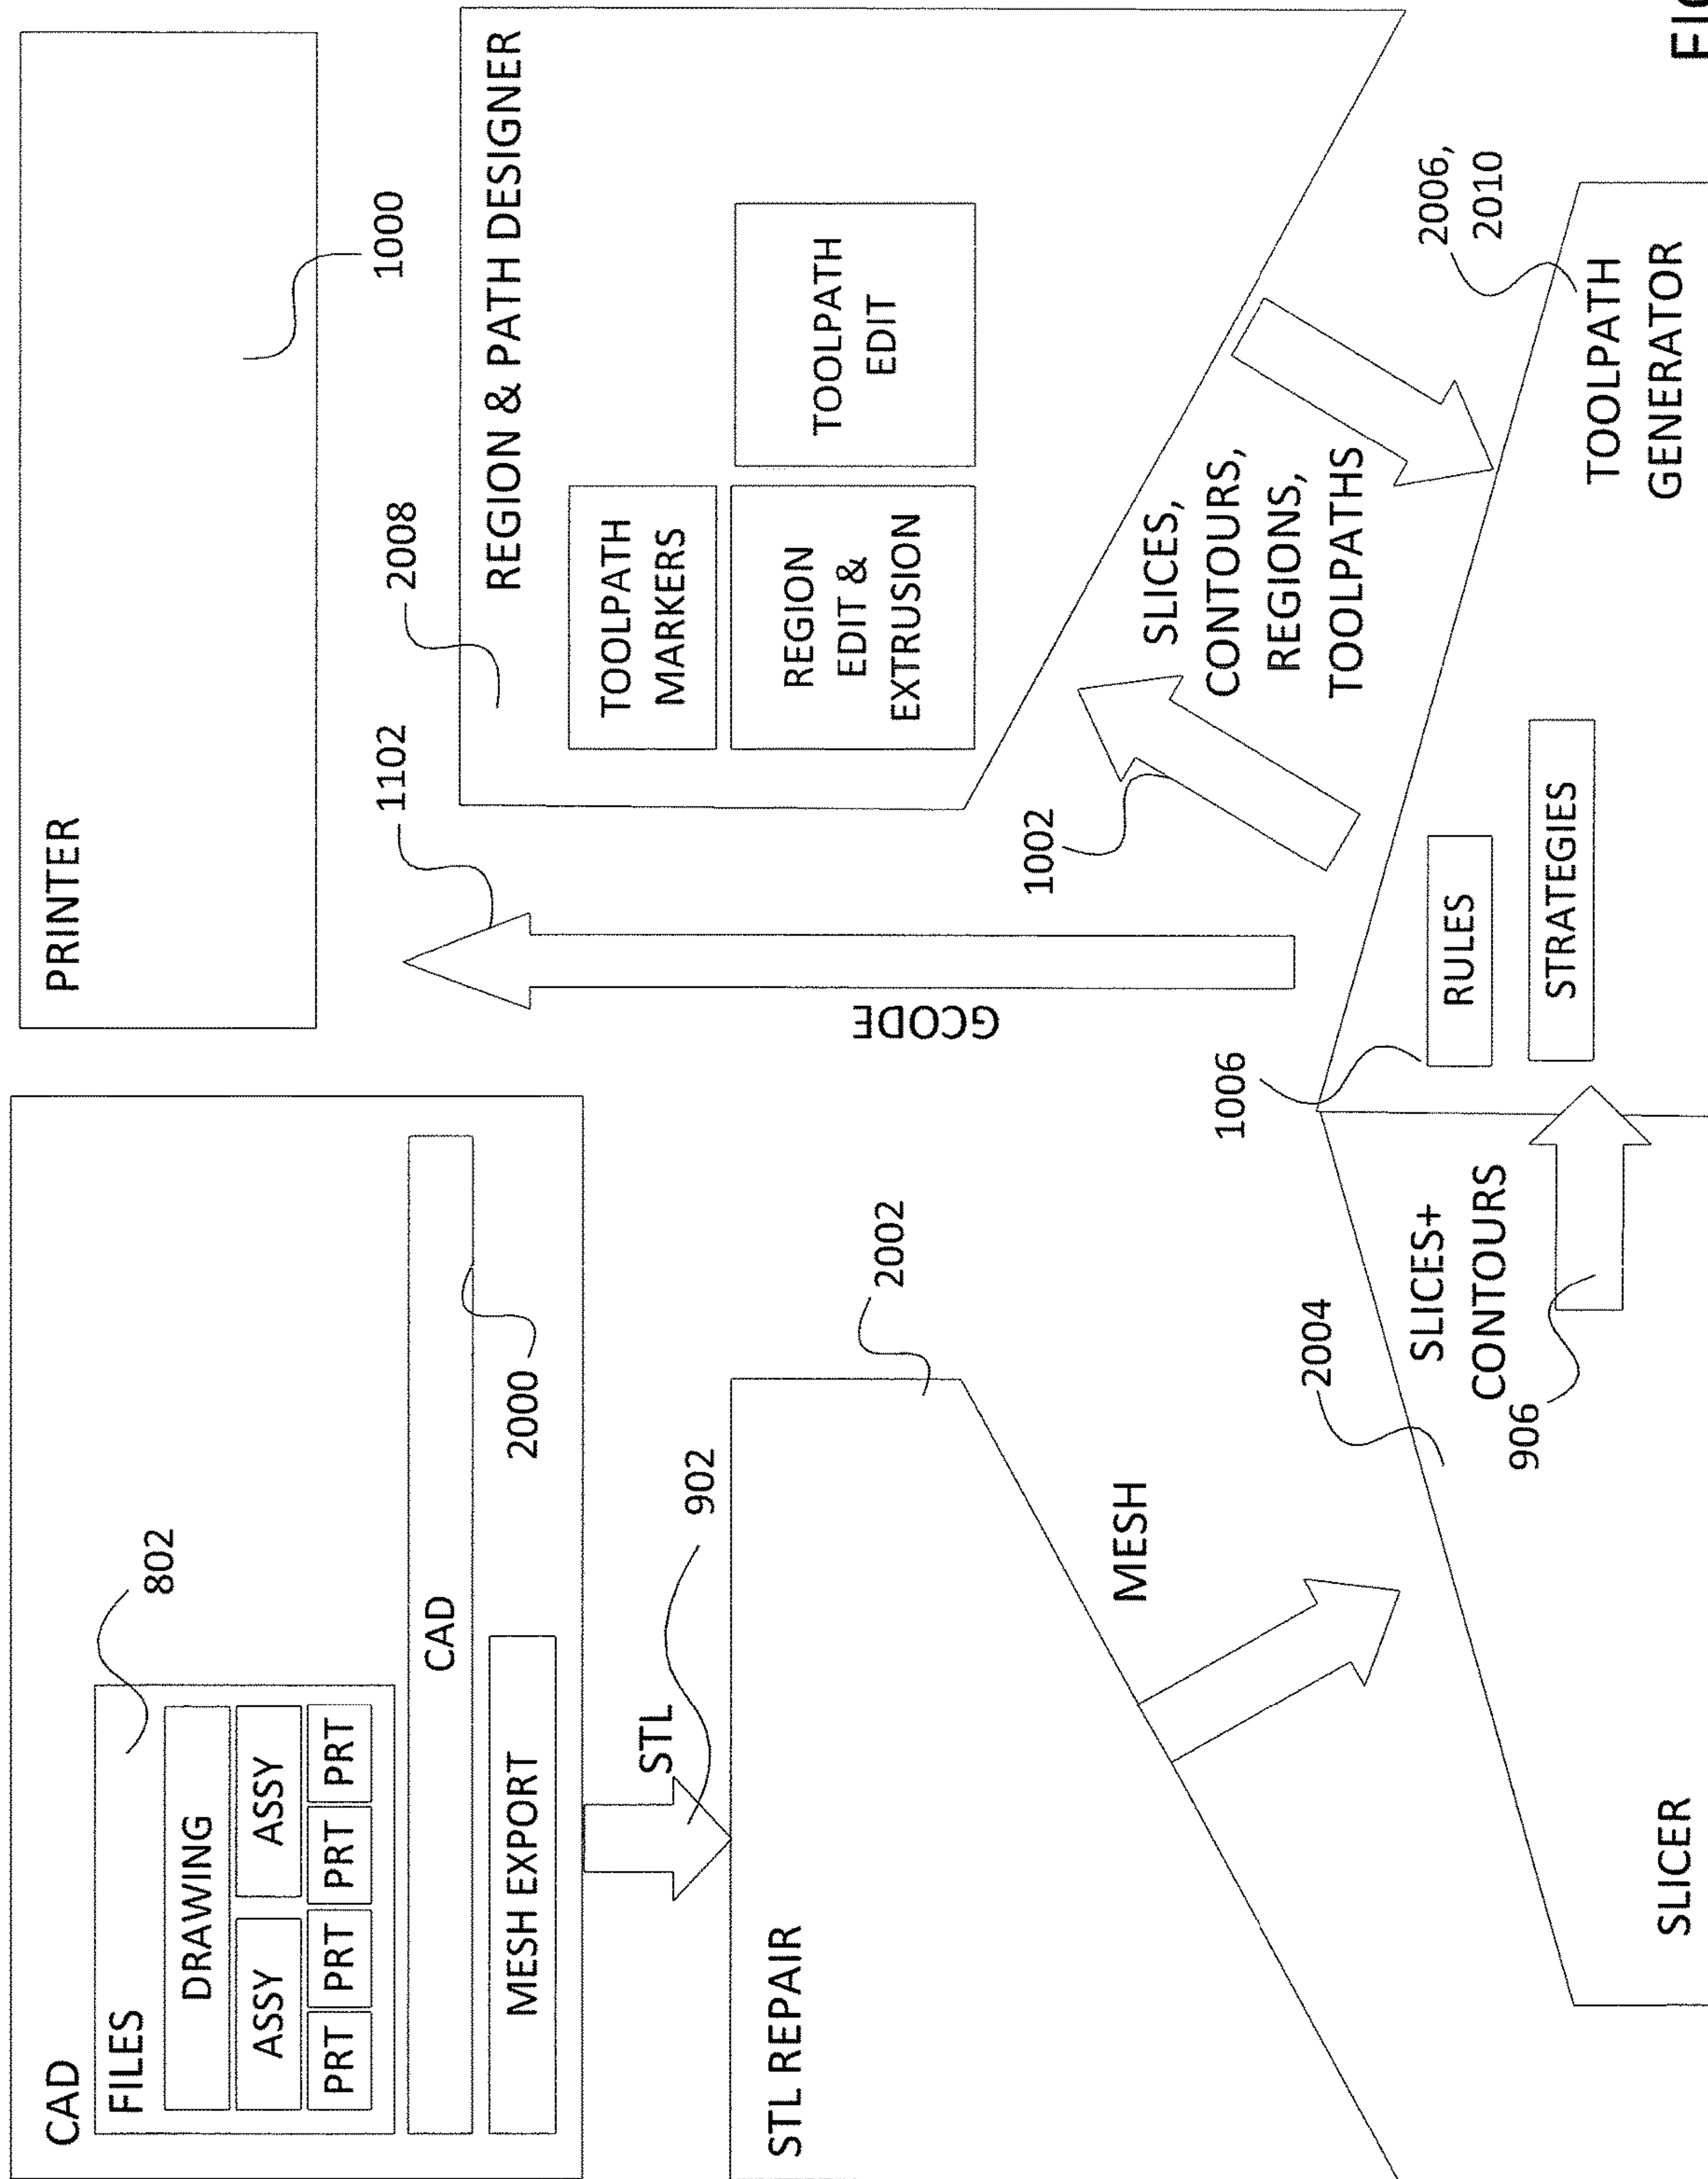 CAD
FILES
802
DRAWING
ASSY
ASSY
PRT
PRT
PRT
PRT
CAD
2000
MESH EXPORT
STL
902
STL REPAIR
2002
MESH
SLICER
2004
SLICES+
CONTOURS
906
PRINTER
1000
1102
GCODE
2008
REGION & PATH DESIGNER
TOOLPATH
MARKERS
REGION
EDIT &
EXTRUSION
TOOLPATH
EDIT
1002
SLICES,
CONTOURS,
REGIONS,
TOOLPATHS
2006,
2010
TOOLPATH
GENERATOR
1006
RULES
STRATEGIES